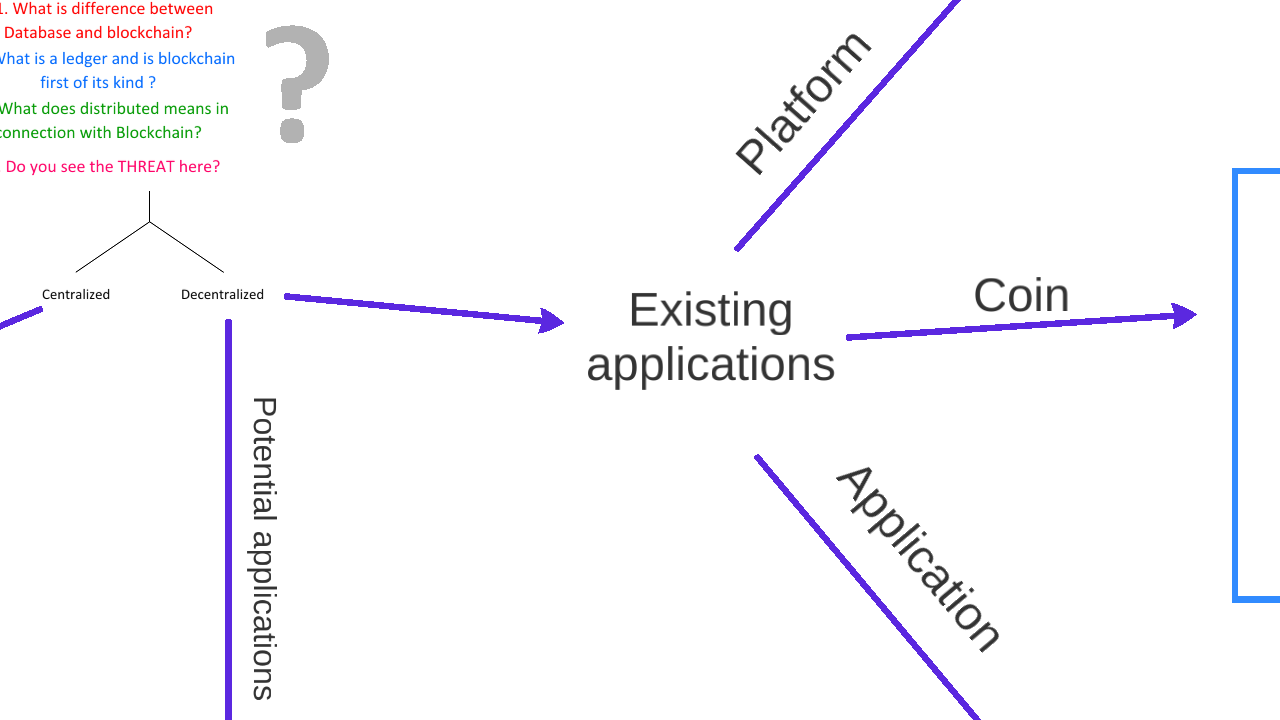 1. What is difference between
Database and blockchain?
What is a ledger and is blockchain
first of its kind ?
What does distributed means in
connection with Blockchain?
Do you see the THREAT here?
?
Centralized
Decentralized
Potential applications
Existing
applications
Platform
Coin
Application